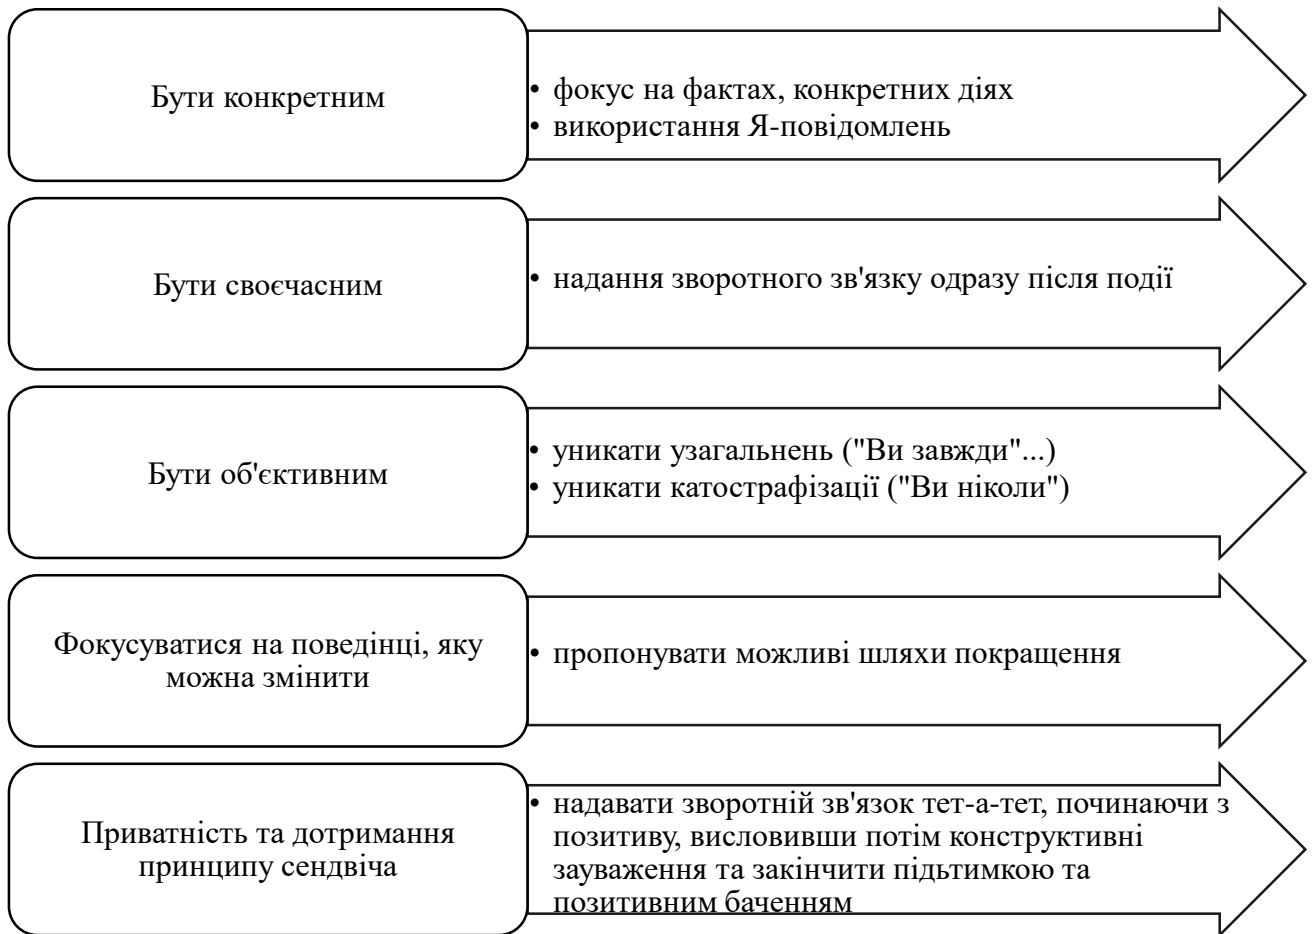 Бути конкретним
• фокус на фактах, конкретних діях
• використання Я-повідомлень
Бути своєчасним
• надання зворотного зв'язку одразу після події
Бути об'єктивним
• уникати узагальнень ("Ви завжди"...)
• уникати катострафізації ("Ви ніколи")
Фокусуватися на поведінці, яку
можна змінити
• пропонувати можливі шляхи покращення
Приватність та дотримання
принципу сендвіча
• надавати зворотній зв'язок тет-а-тет, починаючи з
позитиву, висловивши потім конструктивні
зауваження та закінчити підьтимкою та
позитивним баченням